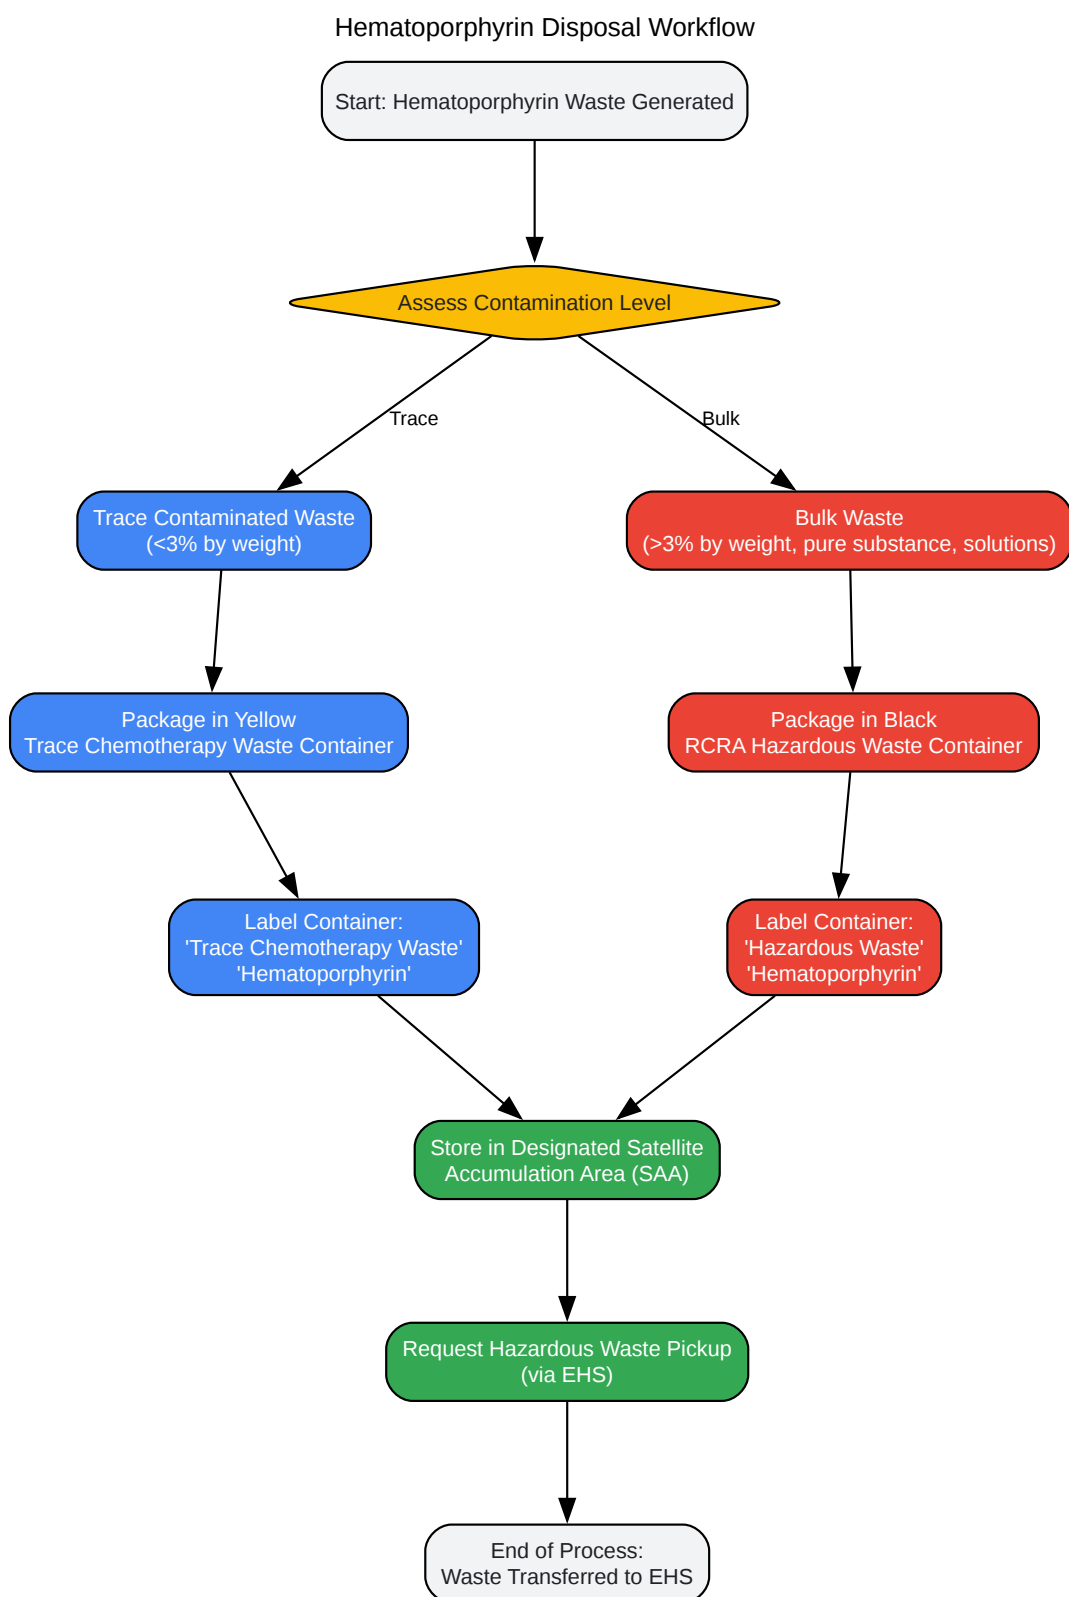 Hematoporphyrin Disposal Workflow
Start: Hematoporphyrin Waste Generated
Assess Contamination Level
Trace
Bulk
Trace Contaminated Waste
(<3% by weight)
Bulk Waste
(>3% by weight, pure substance, solutions)
Package in Yellow
Trace Chemotherapy Waste Container
Package in Black
RCRA Hazardous Waste Container
Label Container:
'Trace Chemotherapy Waste'
'Hematoporphyrin'
Label Container:
'Hazardous Waste'
'Hematoporphyrin'
Store in Designated Satellite
Accumulation Area (SAA)
Request Hazardous Waste Pickup
(via EHS)
End of Process:
Waste Transferred to EHS